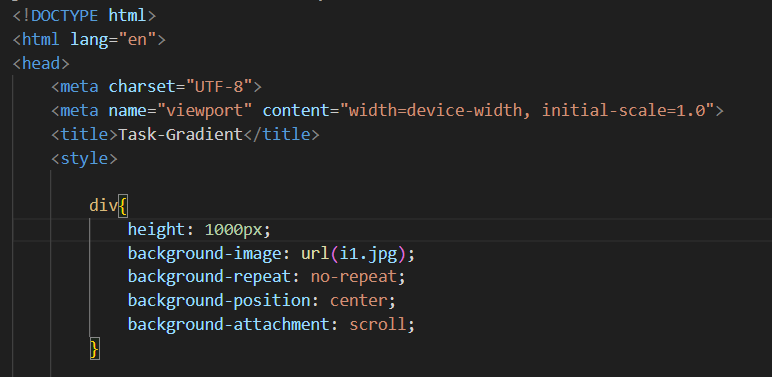 <!DOCTYPE html>
<html lang="en">
<head>
    <meta charset="UTF-8">
    <meta name="viewport" content="width=device-width, initial-scale=1.0">
    <title>Task-Gradient</title>
    <style>
        div{
            height: 1000px;
            background-image: url(i1.jpg);
            background-repeat: no-repeat;
            background-position: center;
            background-attachment: scroll;
        }